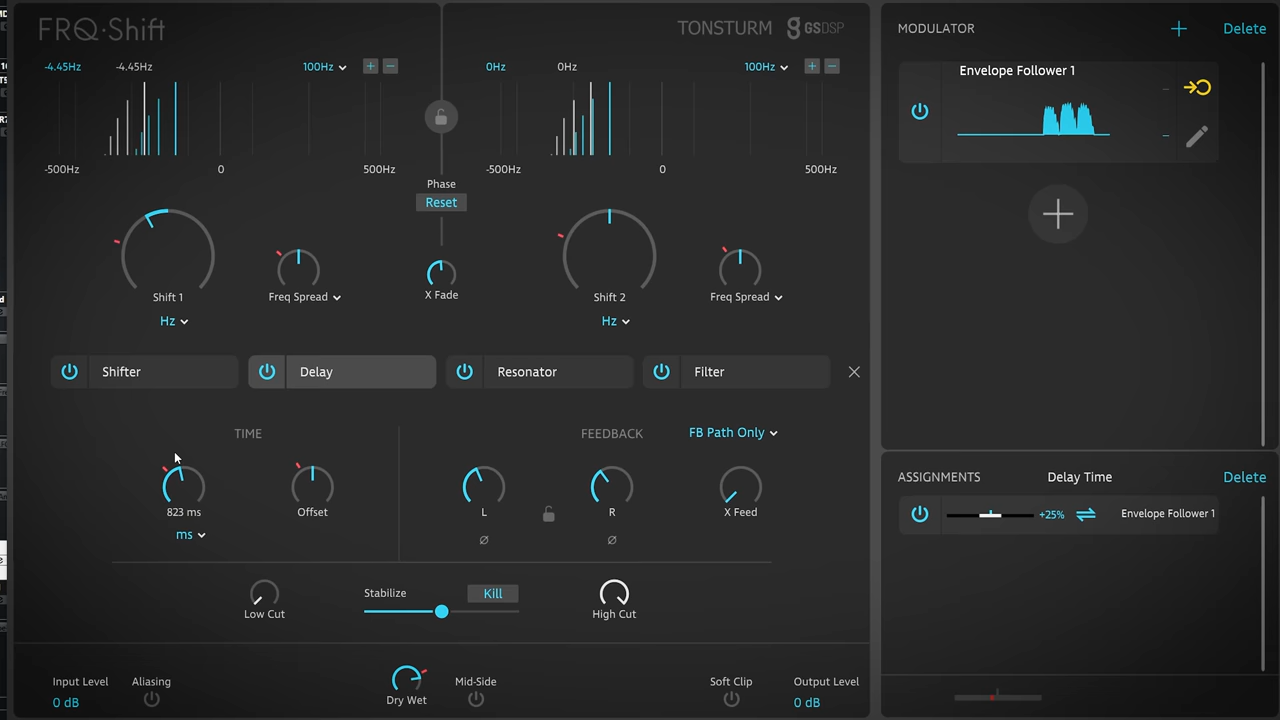 FRQ·Shift
TONSTURM GSDSP
-4.45Hz -4.45Hz 100Hz + -
0Hz 0Hz 100Hz + -
-500Hz 0 500Hz
-500Hz 0 500Hz
Phase
Reset
X Fade
Shift 1
Hz
Freq Spread
Shift 2
Hz
Freq Spread
Shifter Delay Resonator Filter
TIME
823 ms
ms
Offset
FEEDBACK
FB Path Only
L R X Feed
Ø Ø
Low Cut
Stabilize Kill
High Cut
Input Level
0 dB
Aliasing
Dry Wet
Mid-Side
Soft Clip
Output Level
0 dB
MODULATOR + Delete
Envelope Follower 1
ASSIGNMENTS Delay Time Delete
+25% Envelope Follower 1